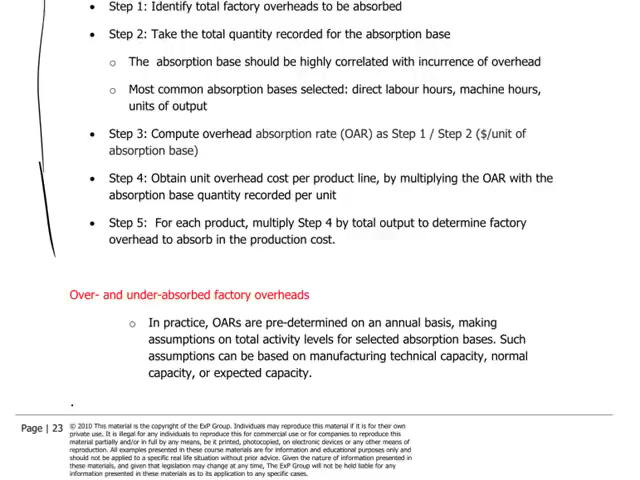 • Step 1: Identify total factory overheads to be absorbed
• Step 2: Take the total quantity recorded for the absorption base
o The absorption base should be highly correlated with incurrence of overhead
o Most common absorption bases selected: direct labour hours, machine hours,
units of output
• Step 3: Compute overhead absorption rate (OAR) as Step 1 / Step 2 ($/unit of
absorption base)
• Step 4: Obtain unit overhead cost per product line, by multiplying the OAR with the
absorption base quantity recorded per unit
• Step 5: For each product, multiply Step 4 by total output to determine factory
overhead to absorb in the production cost.
Over- and under-absorbed factory overheads
o In practice, OARs are pre-determined on an annual basis, making
assumptions on total activity levels for selected absorption bases. Such
assumptions can be based on manufacturing technical capacity, normal
capacity, or expected capacity.
.
Page | 23
© 2010 This material is the copyright of the ExP Group. Individuals may reproduce this material if it is for their own
private use. It is illegal for any individuals to reproduce this for commercial use or for companies to reproduce this
material partially and/or in full by any means, be it printed, photocopied, on electronic devices or any other means of
reproduction. All examples presented in these course materials are for information and educational purposes only and
should not be applied to a specific real life situation without prior advice. Given the nature of information presented in
these materials, and given that legislation may change at any time, The ExP Group will not be held liable for any
information presented in these materials as to its application to any specific cases.